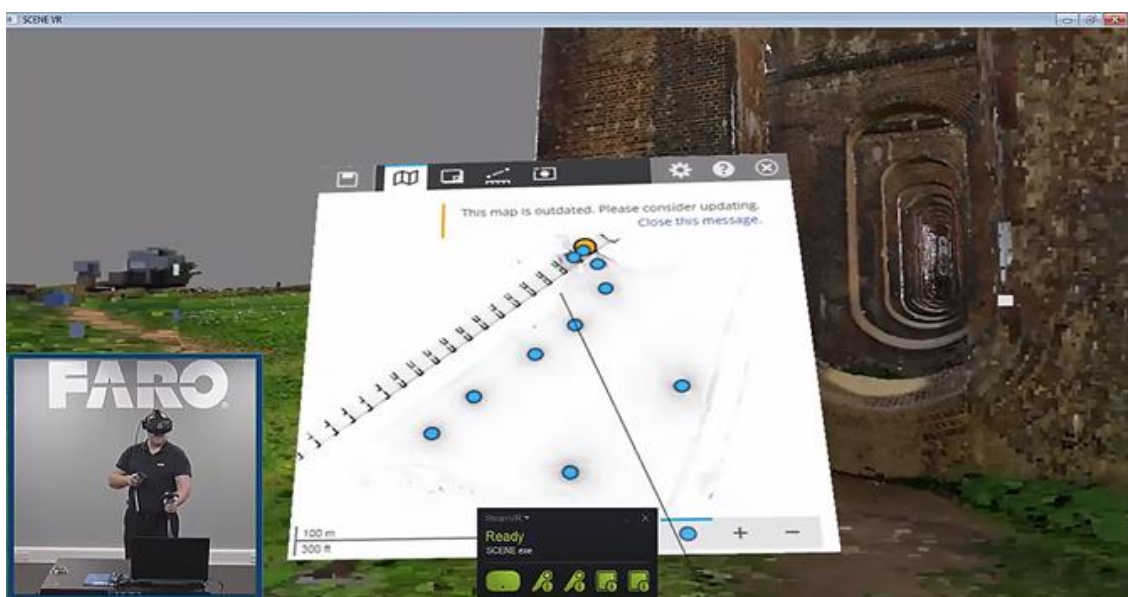 SCENE VR
This map is outdated. Please consider updating.
Close this message.
FARO
100 m
300 ft
SteamVR
Ready
SCENE.exe